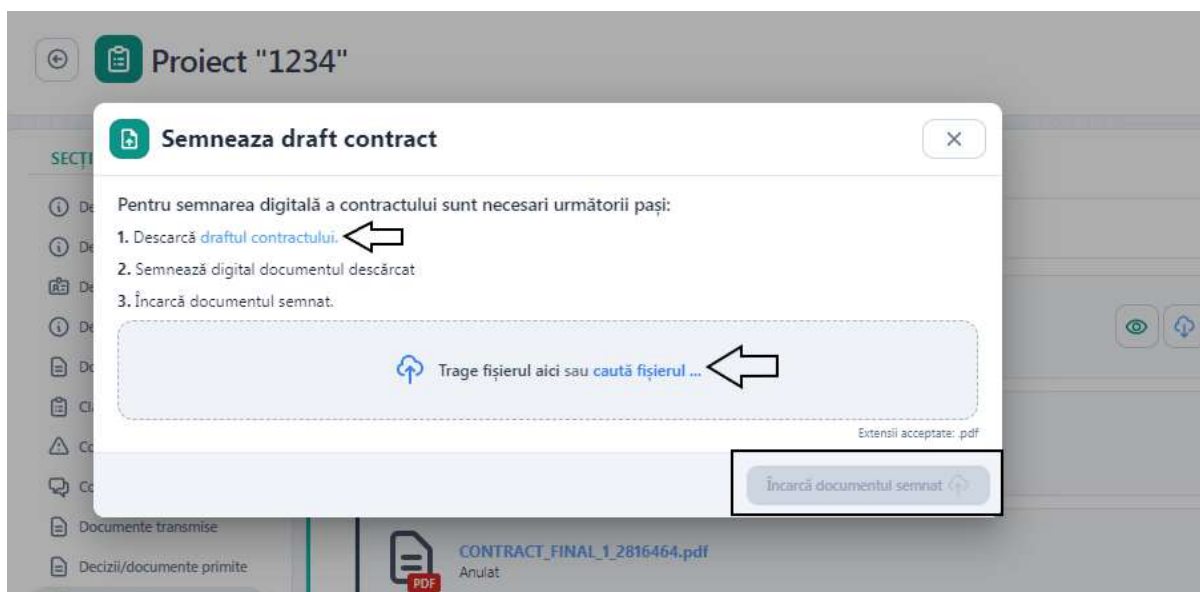 Proiect "1234"
Semneaza draft contract
SECȚI
Pentru semnarea digitală a contractului sunt necesari următorii pași:
1. Descarcă draftul contractului.
2. Semnează digital documentul descărcat
3. Încarcă documentul semnat.
Trage fișierul aici sau caută fișierul ...
Extensii acceptate: .pdf
Încarcă documentul semnat
Documente transmise
Decizii/documente primite
CONTRACT_FINAL_1_2816464.pdf
Anulat
PDF